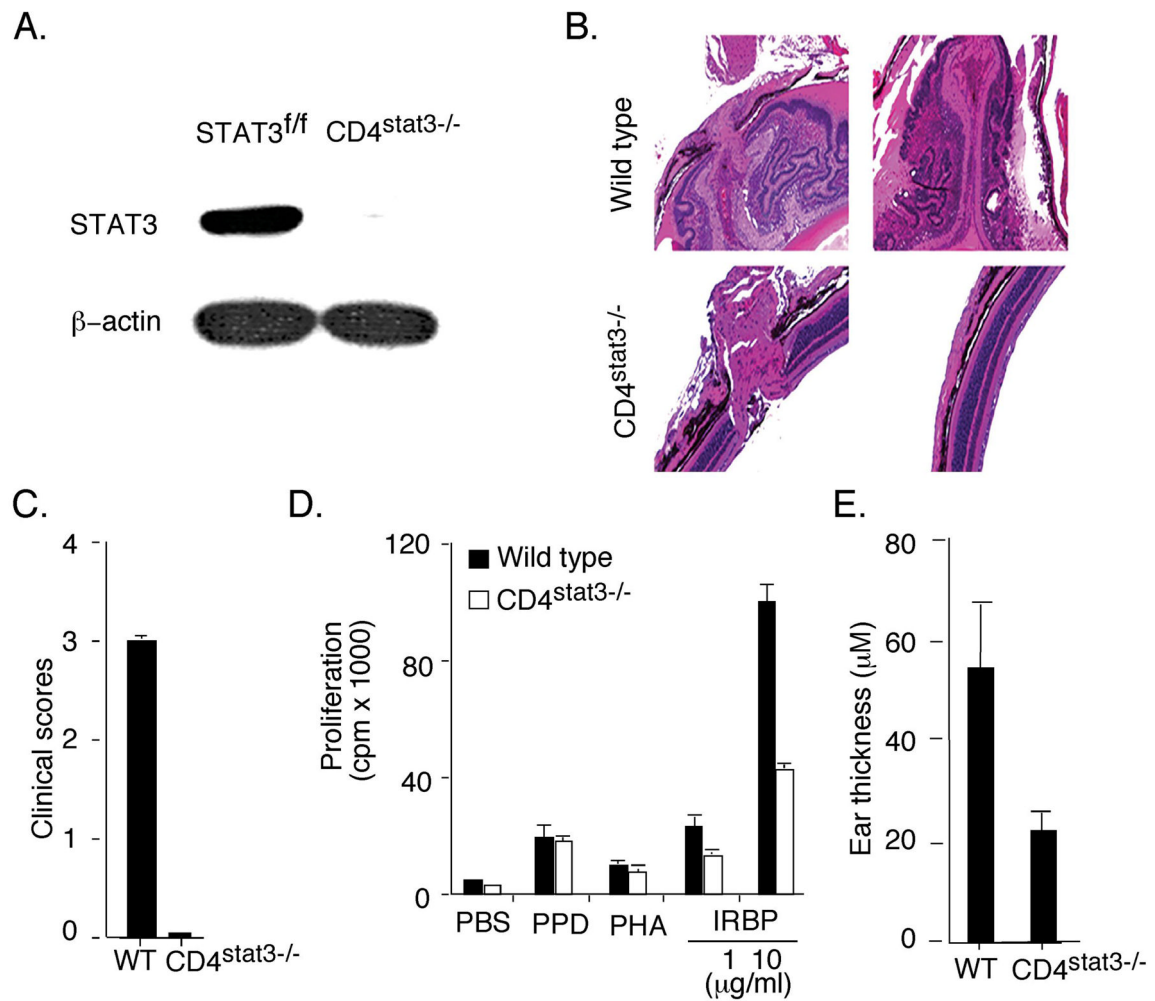 A.
STAT3f/f CD4stat3-/-
STAT3
β–actin
B.
Wild type
CD4stat3-/-
C.
Clinical scores
4
3
2
1
0
WT CD4stat3-/-
D.
Proliferation
(cpm x 1000)
120
80
40
0
Wild type
CD4stat3-/-
PBS PPD PHA IRBP
1 10
(μg/ml)
E.
Ear thickness (μM)
80
60
40
20
0
WT CD4stat3-/-